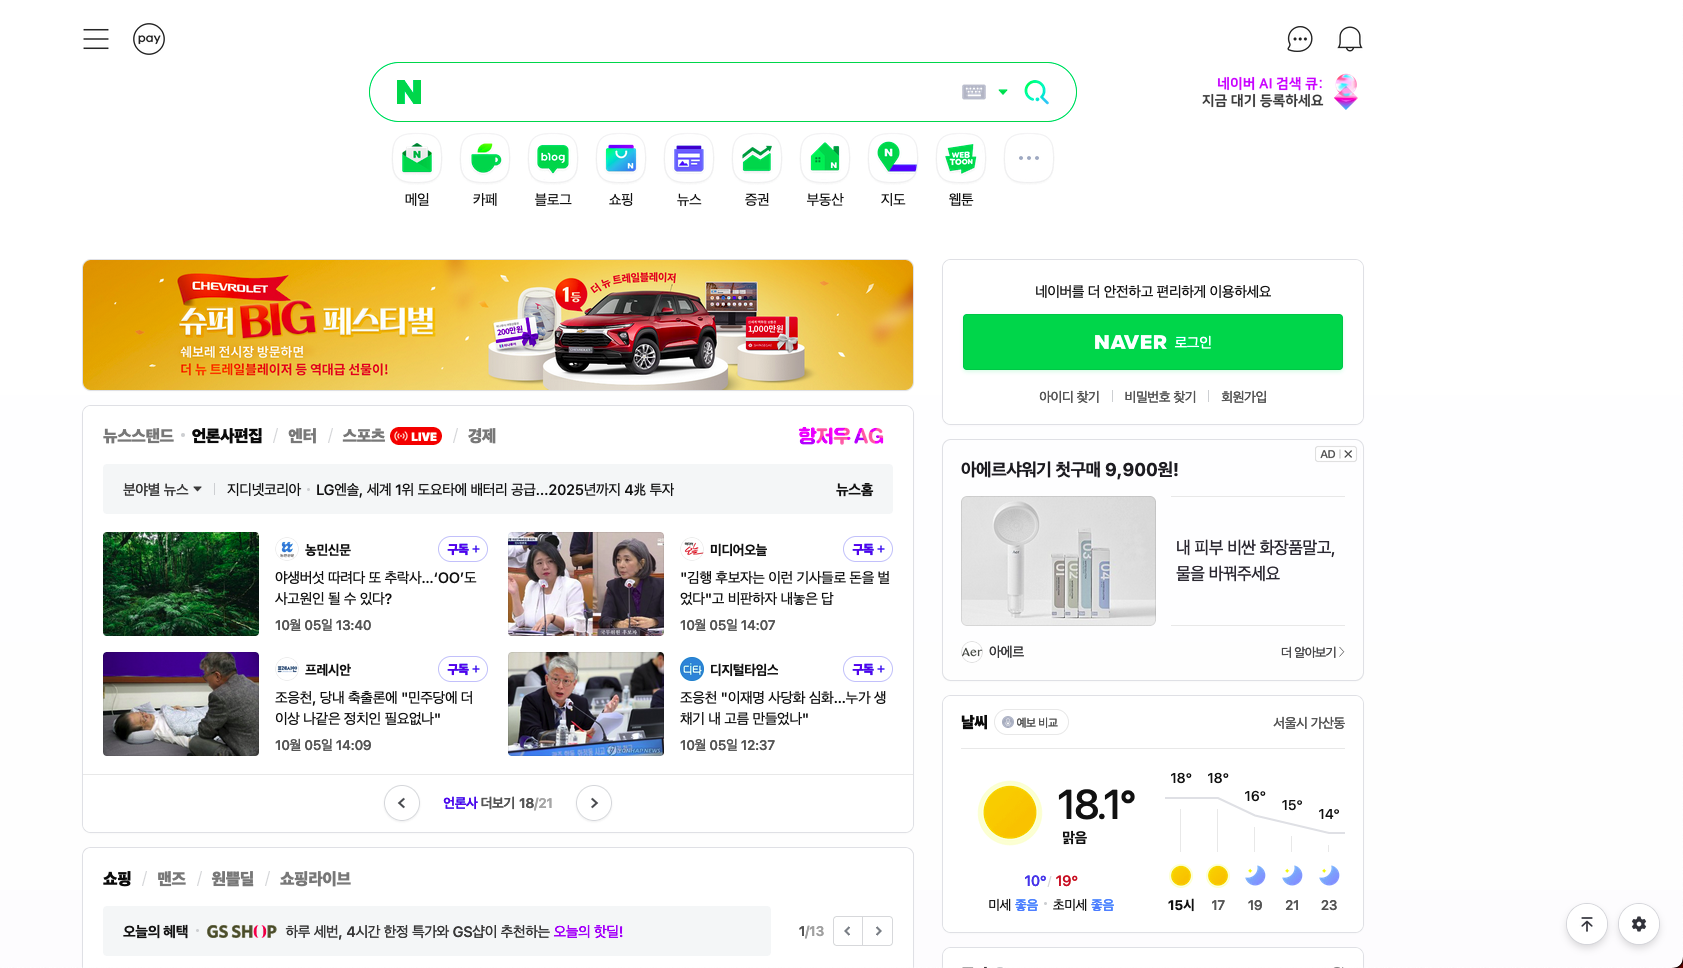 pay
N
네이버 AI 검색 큐:
지금 대기 등록하세요
N
blog
N
N
N
WEB
TOON
메일
카페
블로그
쇼핑
뉴스
증권
부동산
지도
웹툰
CHEVROLET
슈퍼 BIG 페스티벌
쉐보레 전시장 방문하면
더 뉴 트레일블레이저 등 역대급 선물이!
1등
더 뉴 트레일블레이저
200만원
1,000만원
네이버를 더 안전하고 편리하게 이용하세요
NAVER 로그인
아이디 찾기
비밀번호 찾기
회원가입
뉴스스탠드 · 언론사편집 / 엔터 / 스포츠 LIVE / 경제
항저우 AG
분야별 뉴스
지디넷코리아 · LG엔솔, 세계 1위 도요타에 배터리 공급...2025년까지 4兆 투자
뉴스홈
농민신문
구독 +
야생버섯 따려다 또 추락사…‘OO’도
사고원인 될 수 있다?
10월 05일 13:40
미디어오늘
구독 +
"김행 후보자는 이런 기사들로 돈을 벌
었다"고 비판하자 내놓은 답
10월 05일 14:07
프레시안
프레시안
구독 +
조응천, 당내 축출론에 "민주당에 더
이상 나같은 정치인 필요없나"
10월 05일 14:09
디타
디지털타임스
구독 +
조응천 "이재명 사당화 심화...누가 생
채기 내 고름 만들었나"
10월 05일 12:37
언론사 더보기 18/21
AD
아에르샤워기 첫구매 9,900원!
01
02
03
04
내 피부 비싼 화장품말고,
물을 바꿔주세요
Aer 아에르
더 알아보기
날씨
예보 비교
서울시 가산동
18.1°
맑음
10° / 19°
미세 좋음 · 초미세 좋음
18°
18°
16°
15°
14°
15시
17
19
21
23
쇼핑 / 맨즈 / 원쁠딜 / 쇼핑라이브
오늘의 혜택 · GS SHOP 하루 세번, 4시간 한정 특가와 GS샵이 추천하는 오늘의 핫딜!
1/13